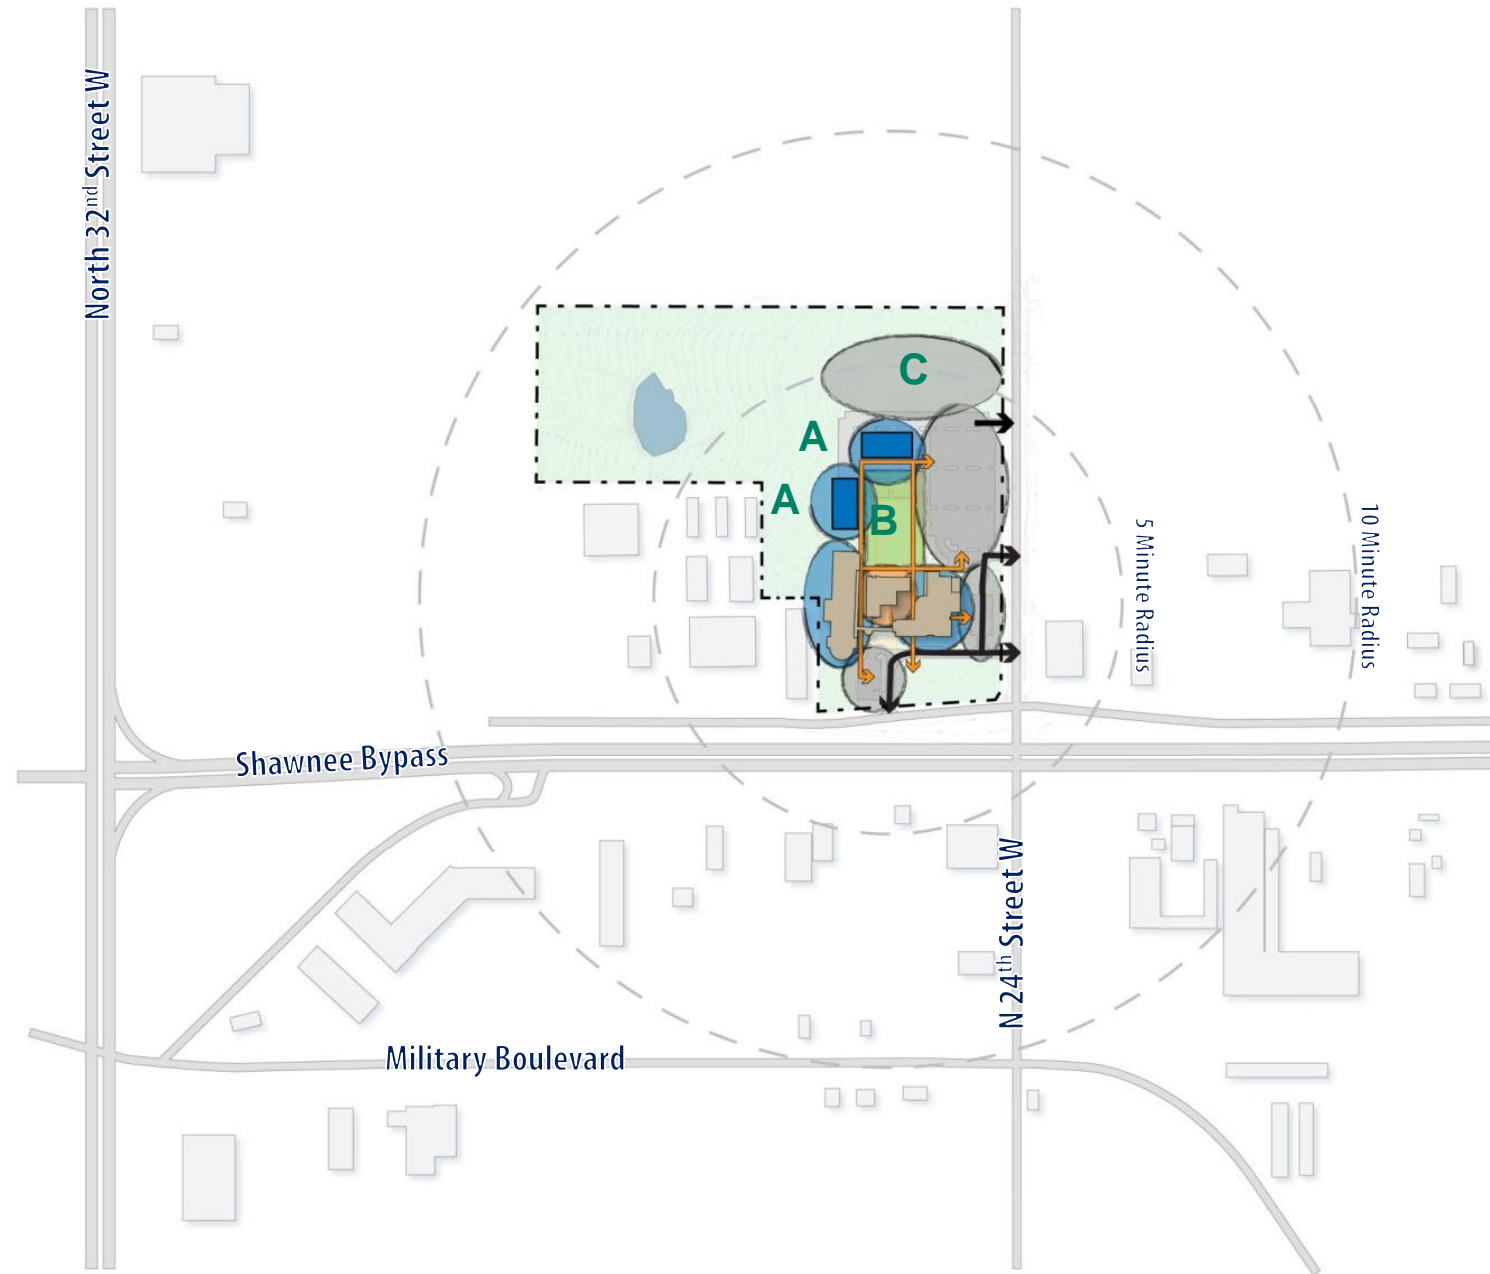 North 32nd Street W
C
A
A
B
5 Minute Radius
10 Minute Radius
Shawnee Bypass
N 24th Street W
Military Boulevard